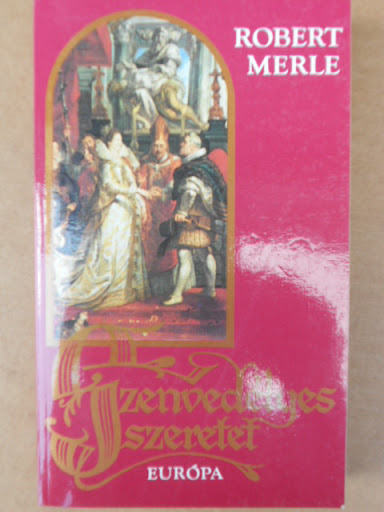 ROBERT
MERLE
Szenvedélyes
szeretet
EURÓPA